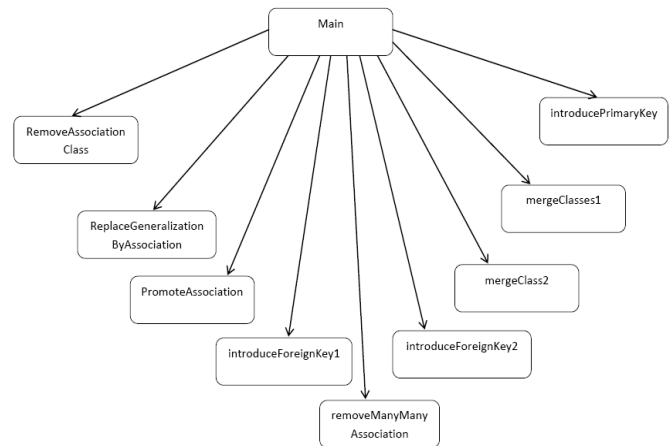 Main
RemoveAssociation
Class
ReplaceGeneralization
ByAssociation
PromoteAssociation
introduceForeignKey1
removeManyMany
Association
introduceForeignKey2
mergeClass2
mergeClasses1
introducePrimaryKey